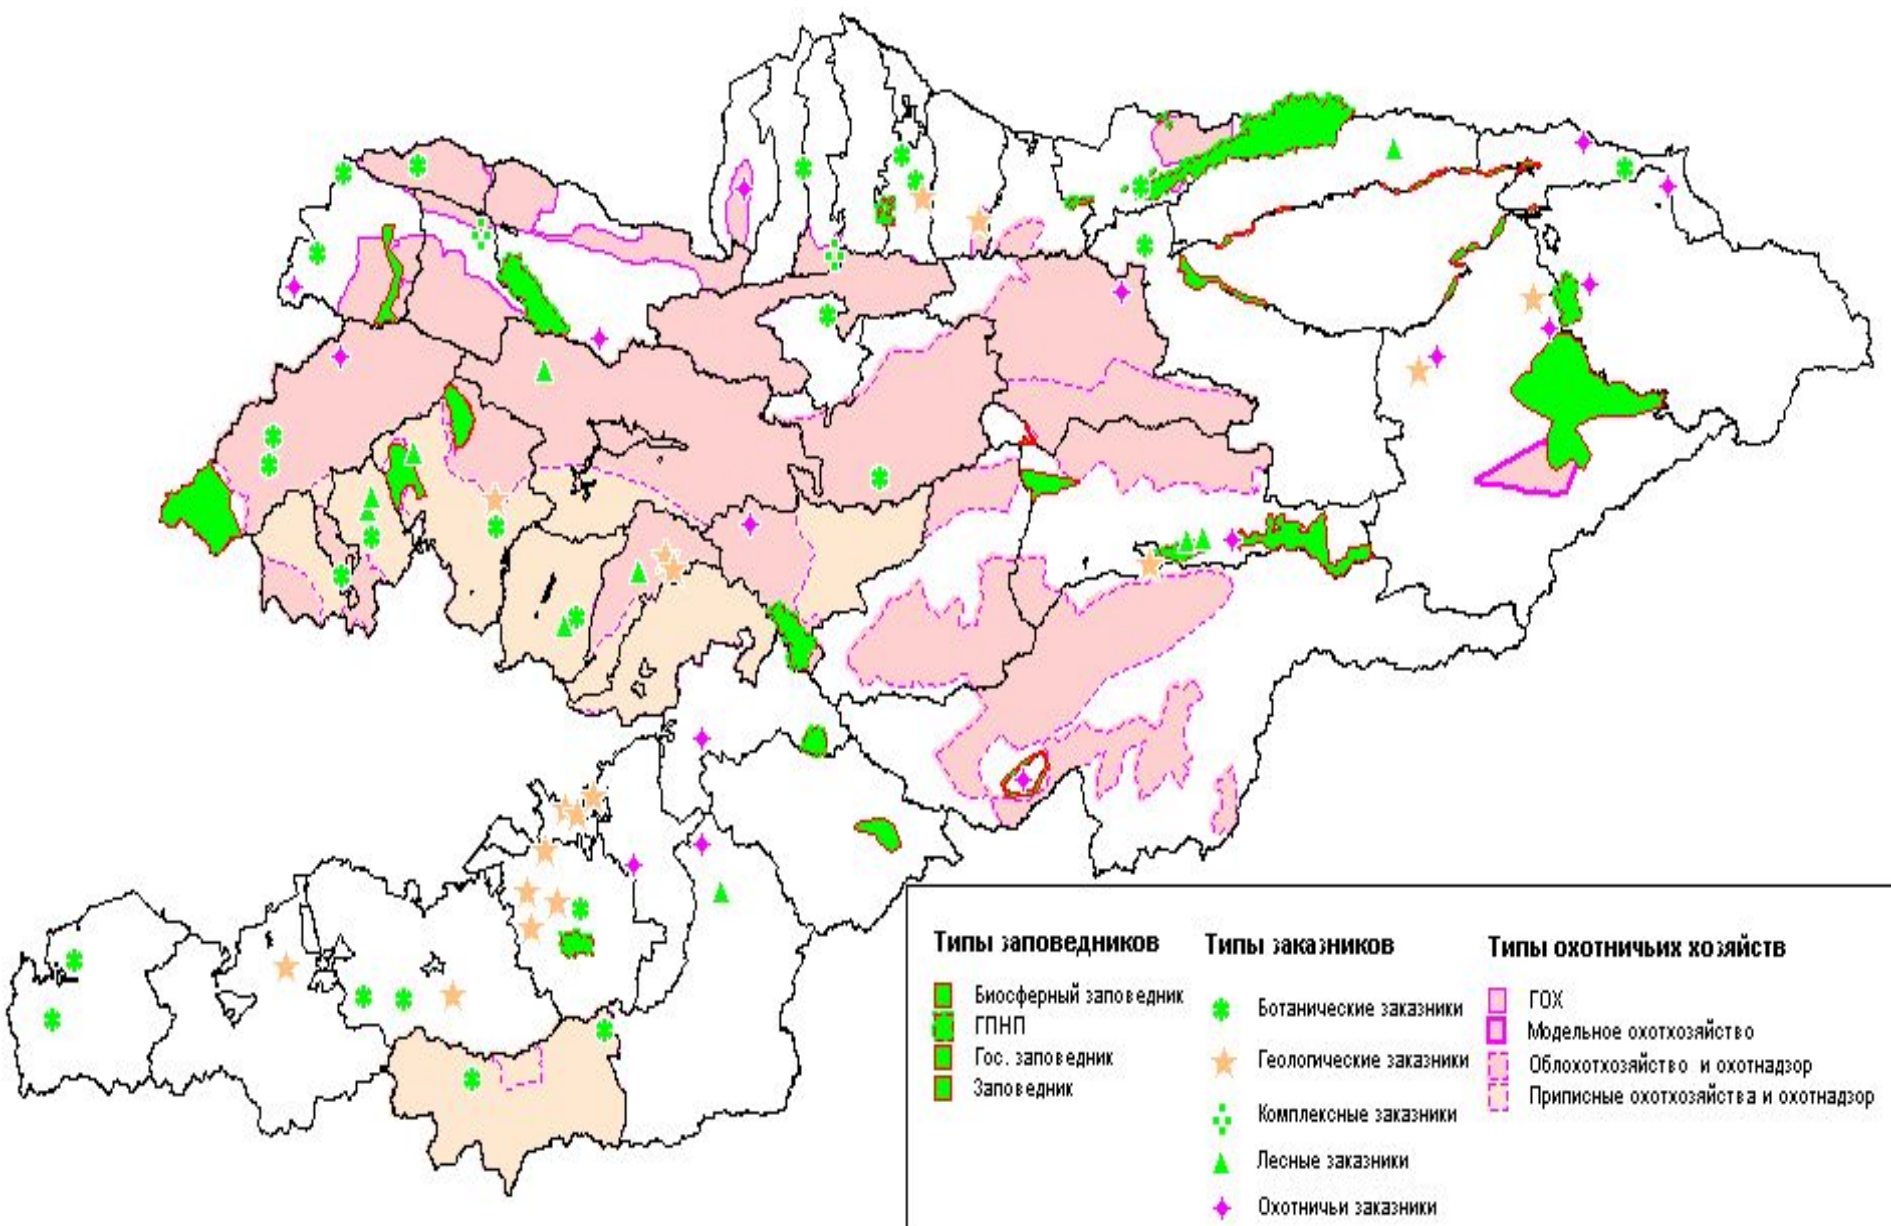 Типы заповедников
Биосферный заповедник
ГПНП
Гос. заповедник
Заповедник
Типы заказников
Ботанические заказники
Геологические заказники
Комплексные заказники
Лесные заказники
Охотничьи заказники
Типы охотничьих хозяйств
ГОХ
Модельное охотхозяйство
Облохотхозяйство и охотнадзор
Приписные охотхозяйства и охотнадзор